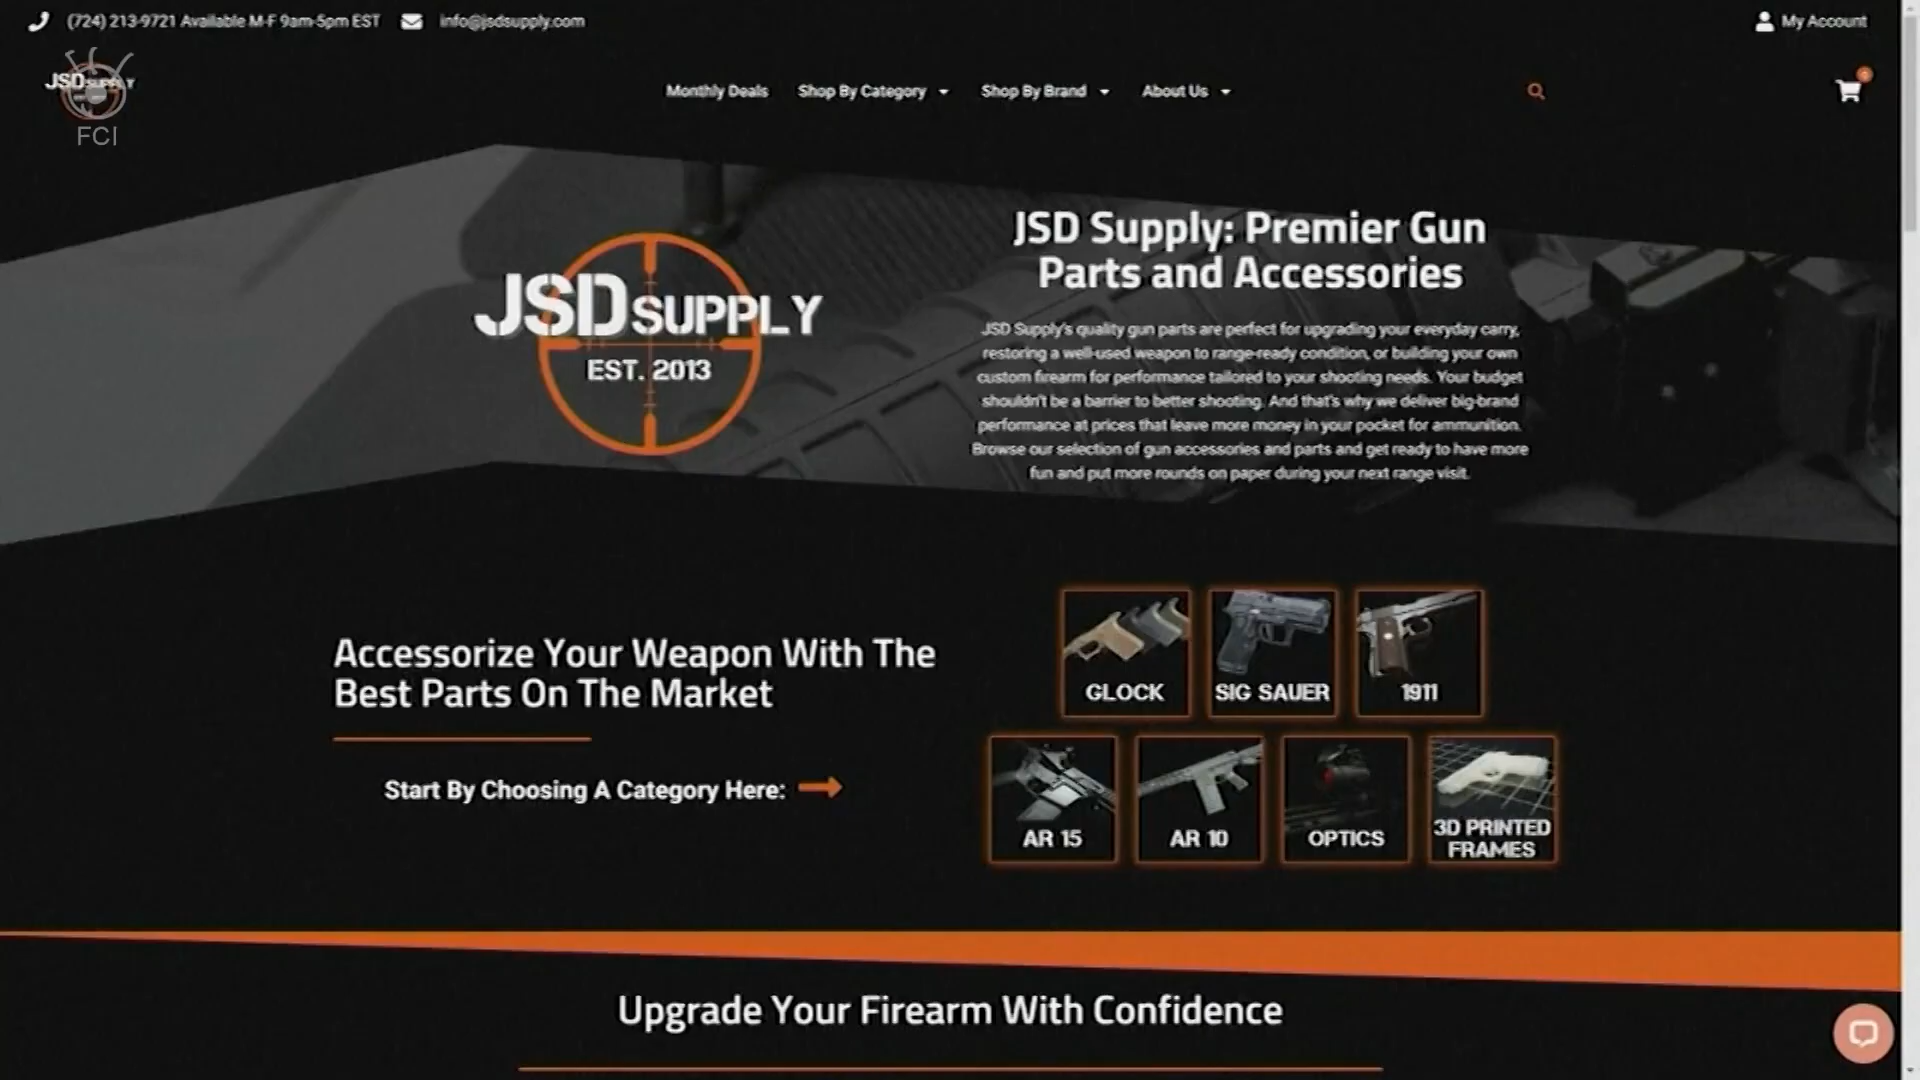 (724) 213-9721 Available M-F 9am-5pm EST
info@jsdsupply.com
My Account
JSD SUPPLY
FCI
Monthly Deals
Shop By Category
Shop By Brand
About Us
JSD SUPPLY
EST. 2013
JSD Supply: Premier Gun
Parts and Accessories
JSD Supply's quality gun parts are perfect for upgrading your everyday carry,
restoring a well-used weapon to range-ready condition, or building your own
custom firearm for performance tailored to your shooting needs. Your budget
shouldn't be a barrier to better shooting. And that's why we deliver big-brand
performance at prices that leave more money in your pocket for ammunition.
Browse our selection of gun accessories and parts and get ready to have more
fun and put more rounds on paper during your next range visit.
Accessorize Your Weapon With The
Best Parts On The Market
Start By Choosing A Category Here:
GLOCK
SIG SAUER
1911
AR 15
AR 10
OPTICS
3D PRINTED
FRAMES
Upgrade Your Firearm With Confidence